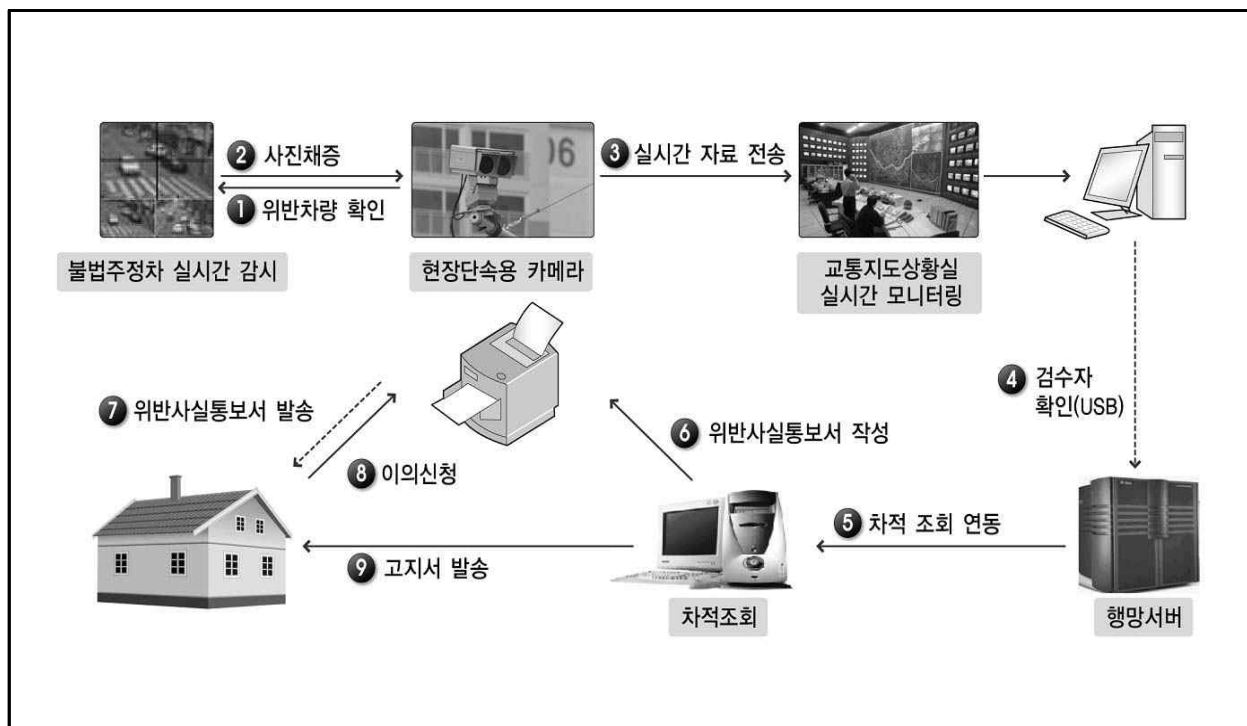 ② 사진채증
① 위반차량 확인
06
③ 실시간 자료 전송
불법주정차 실시간 감시
현장단속용 카메라
교통지도상황실
실시간 모니터링
④ 검수자
확인(USB)
⑦ 위반사실통보서 발송
⑧ 이의신청
⑥ 위반사실통보서 작성
⑤ 차적 조회 연동
⑨ 고지서 발송
차적조회
행망서버